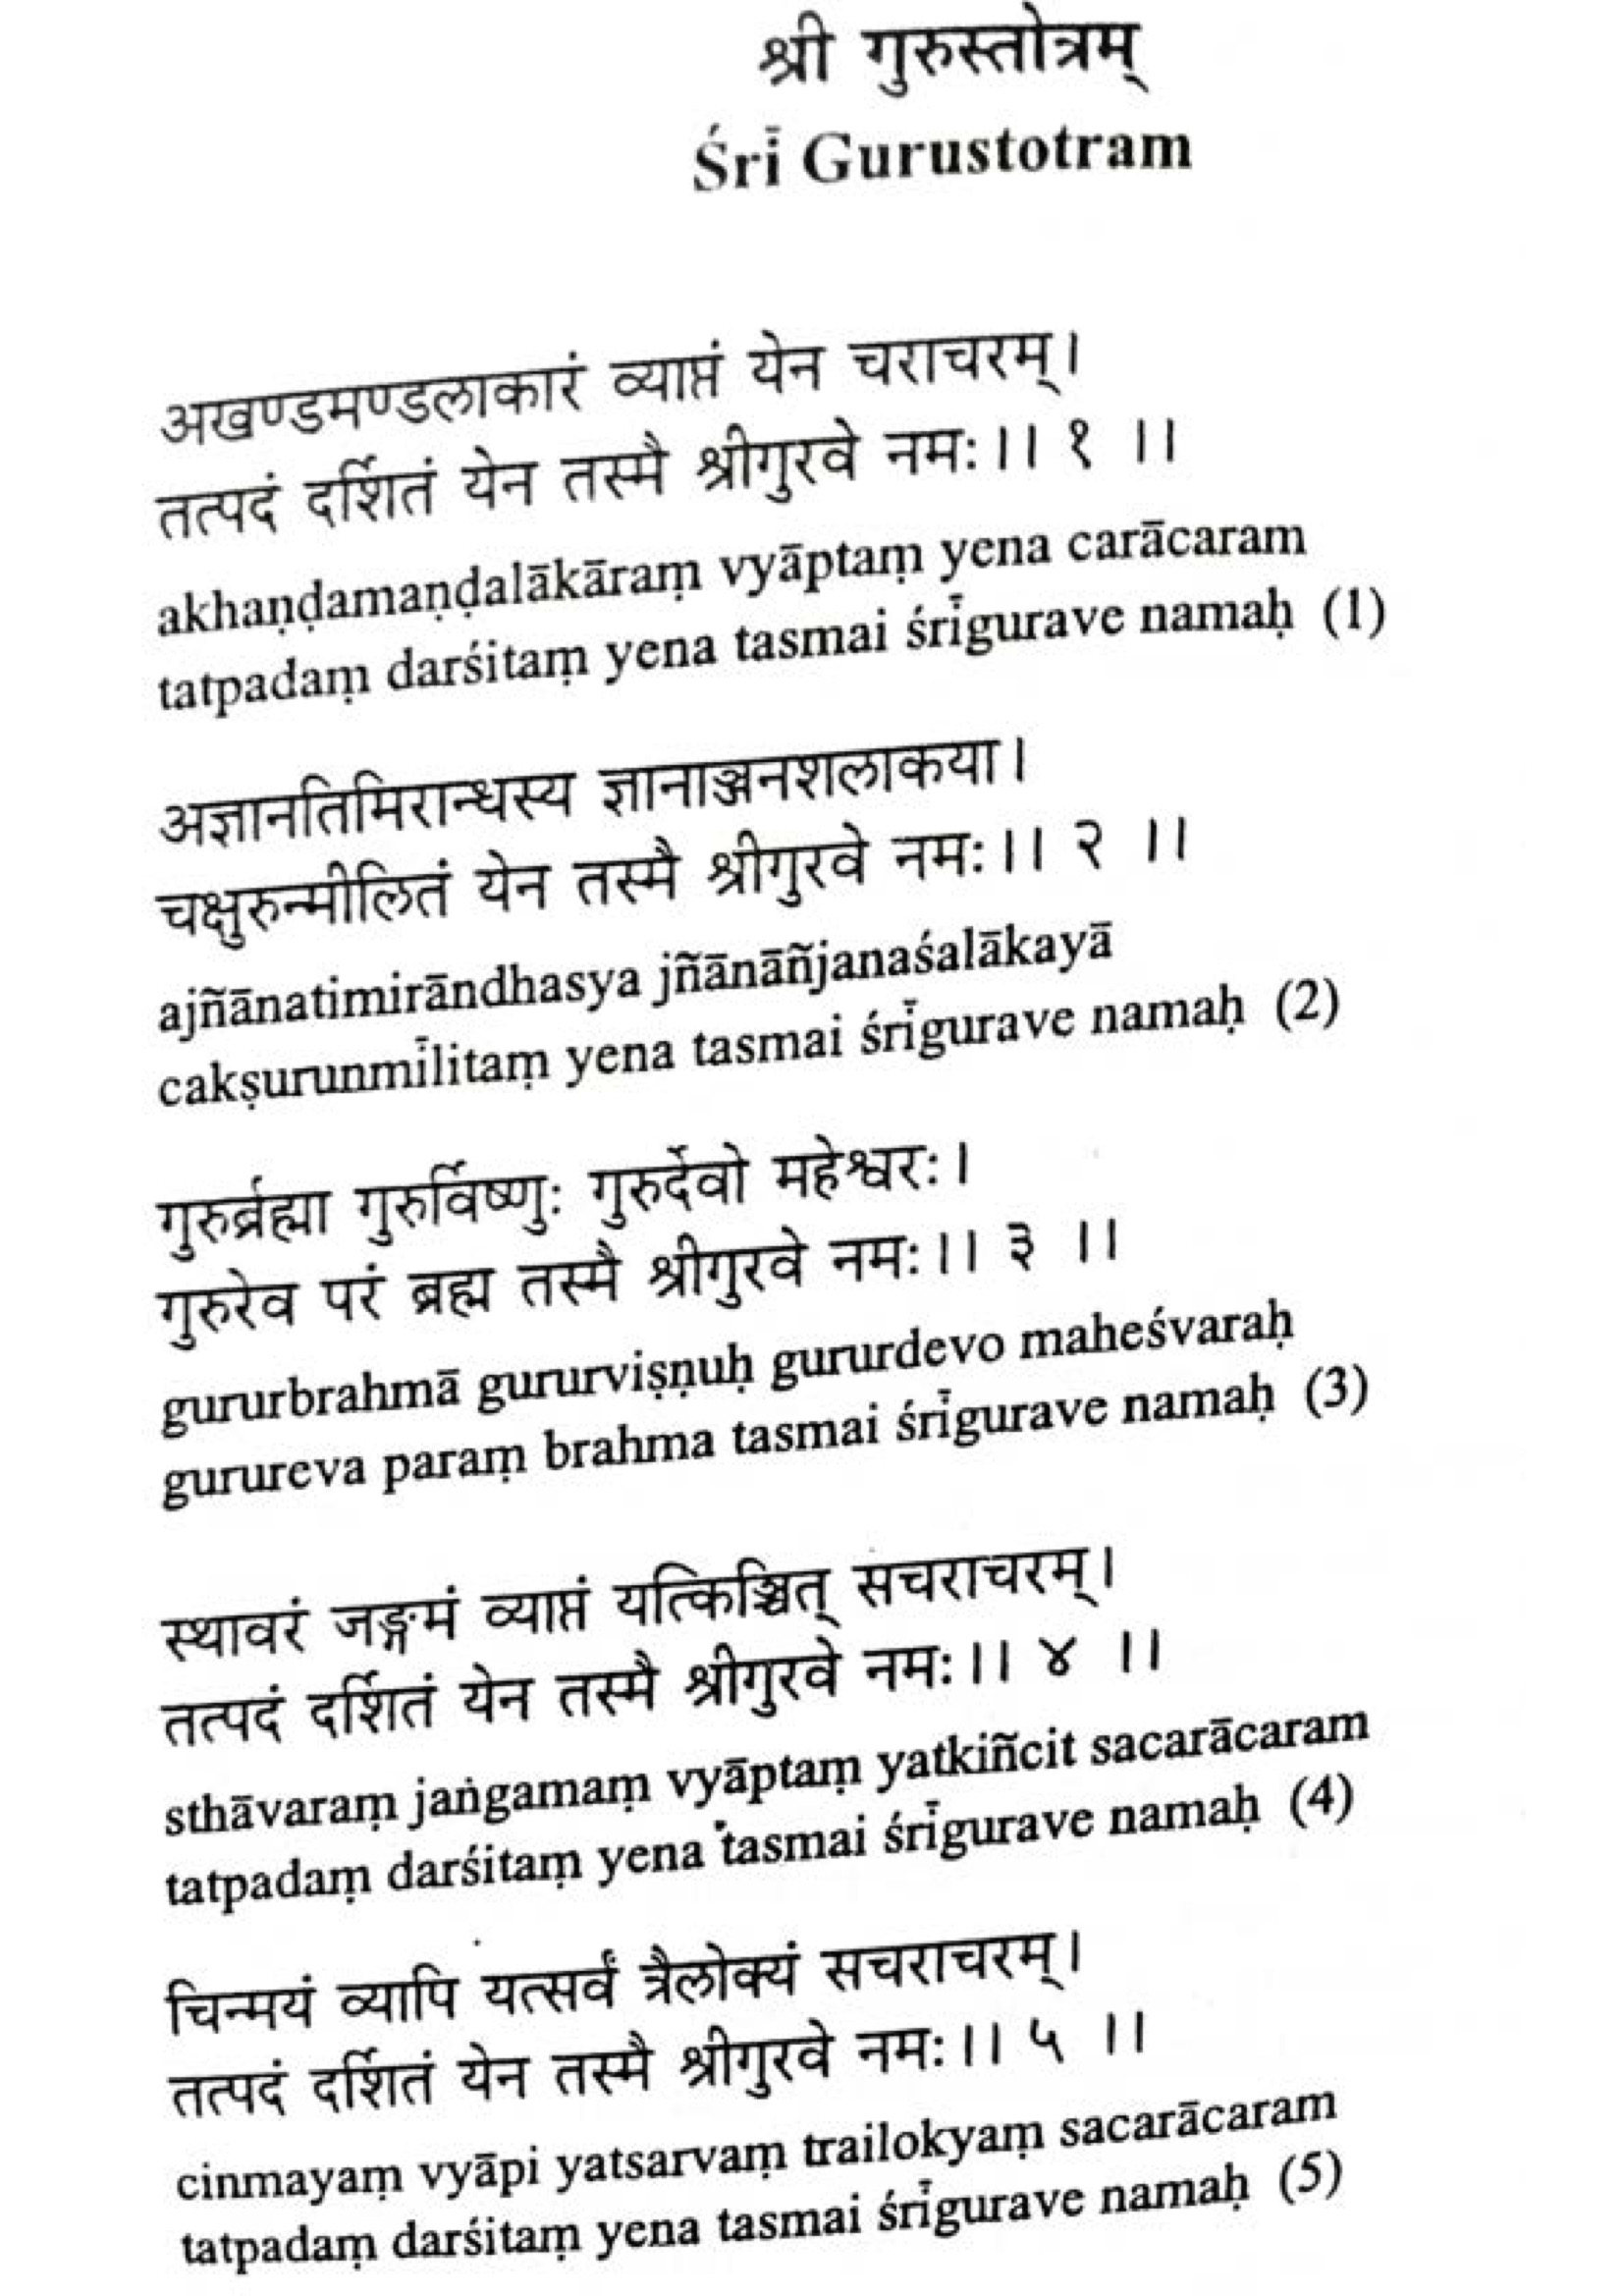 श्री गुरुस्तोत्रम्
Śrī Gurustotram
अखण्डमण्डलाकारं व्याप्तं येन चराचरम्।
तत्पदं दर्शितं येन तस्मै श्रीगुरवे नमः।। १ ।।
akhaṇḍamaṇḍalākāraṃ vyāptaṃ yena carācaram
tatpadaṃ darśitaṃ yena tasmai śrīgurave namaḥ (1)
अज्ञानतिमिरान्धस्य ज्ञानाञ्जनशलाकया।
चक्षुरुन्मीलितं येन तस्मै श्रीगुरवे नमः।। २ ।।
ajñānatimirāndhasya jñānāñjanaśalākayā
cakṣurunmīlitaṃ yena tasmai śrīgurave namaḥ (2)
गुरुर्ब्रह्मा गुरुर्विष्णुः गुरुर्देवो महेश्वरः।
गुरुरेव परं ब्रह्म तस्मै श्रीगुरवे नमः।। ३ ।।
gururbrahmā gururviṣṇuḥ gururdevo maheśvaraḥ
gurureva paraṃ brahma tasmai śrīgurave namaḥ (3)
स्थावरं जङ्गमं व्याप्तं यत्किञ्चित् सचराचरम्।
तत्पदं दर्शितं येन तस्मै श्रीगुरवे नमः।। ४ ।।
sthāvaraṃ jaṅgamaṃ vyāptaṃ yatkiñcit sacarācaram
tatpadaṃ darśitaṃ yena tasmai śrīgurave namaḥ (4)
चिन्मयं व्यापि यत्सर्वं त्रैलोक्यं सचराचरम्।
तत्पदं दर्शितं येन तस्मै श्रीगुरवे नमः।। ५ ।।
cinmayaṃ vyāpi yatsarvaṃ trailokyaṃ sacarācaram
tatpadaṃ darśitaṃ yena tasmai śrīgurave namaḥ (5)